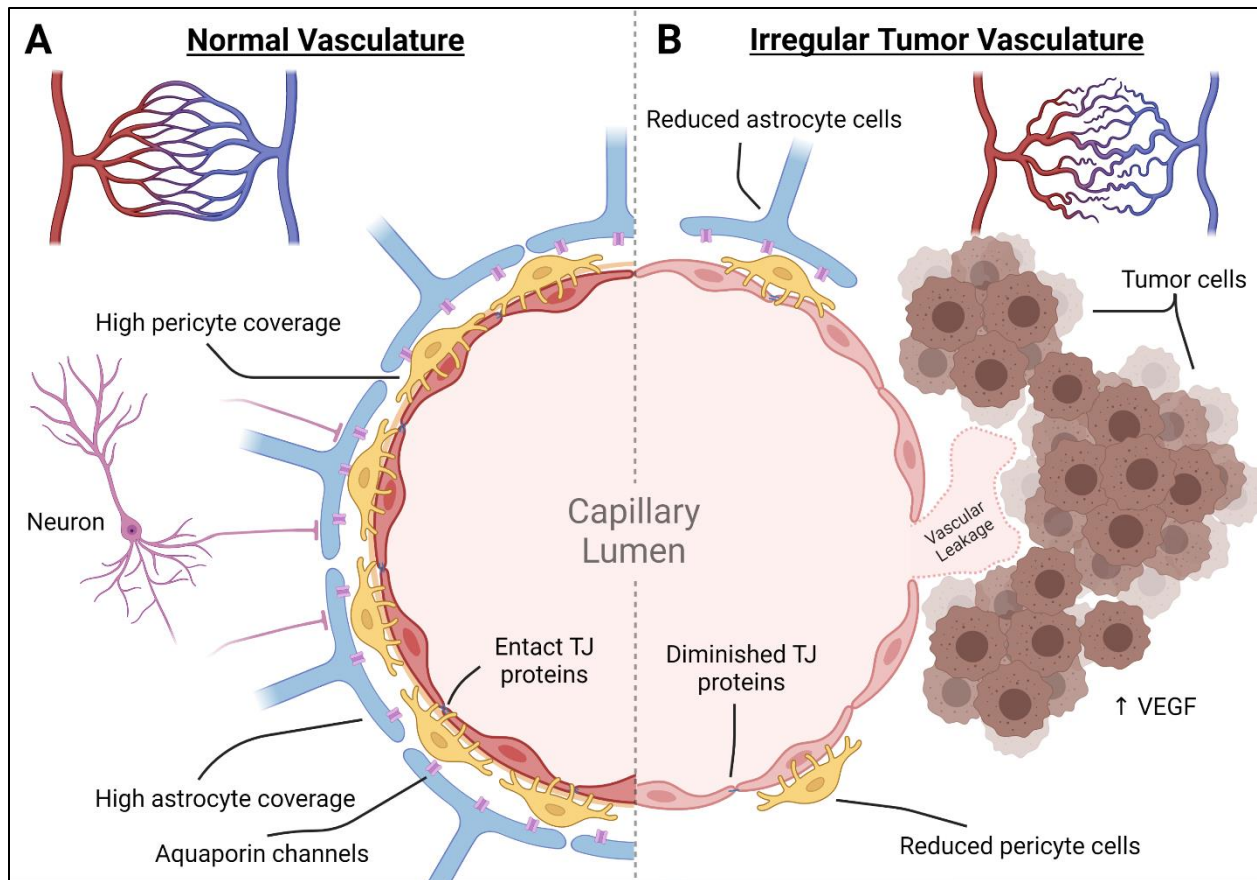 A
Normal Vasculature
High pericyte coverage
Neuron
Entact TJ
proteins
High astrocyte coverage
Aquaporin channels
Capillary
Lumen
B
Irregular Tumor Vasculature
Reduced astrocyte cells
Tumor cells
Vascular
Leakage
Diminished TJ
proteins
↑ VEGF
Reduced pericyte cells